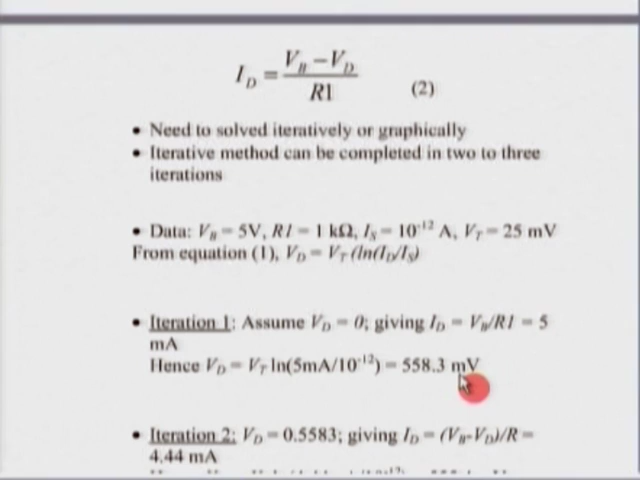 I_D = (V_B – V_D) / R1 (2)
• Need to solved iteratively or graphically
• Iterative method can be completed in two to three
iterations
• Data: V_B = 5V, R1 = 1 kΩ, I_S = 10⁻¹² A, V_T = 25 mV
From equation (1), V_D = V_T (ln(I_D/I_S)
• Iteration 1: Assume V_D = 0; giving I_D = V_B/R1 = 5
mA
Hence V_D = V_T ln(5mA/10⁻¹²) = 558.3 mV
• Iteration 2: V_D = 0.5583; giving I_D = (V_B-V_D)/R =
4.44 mA